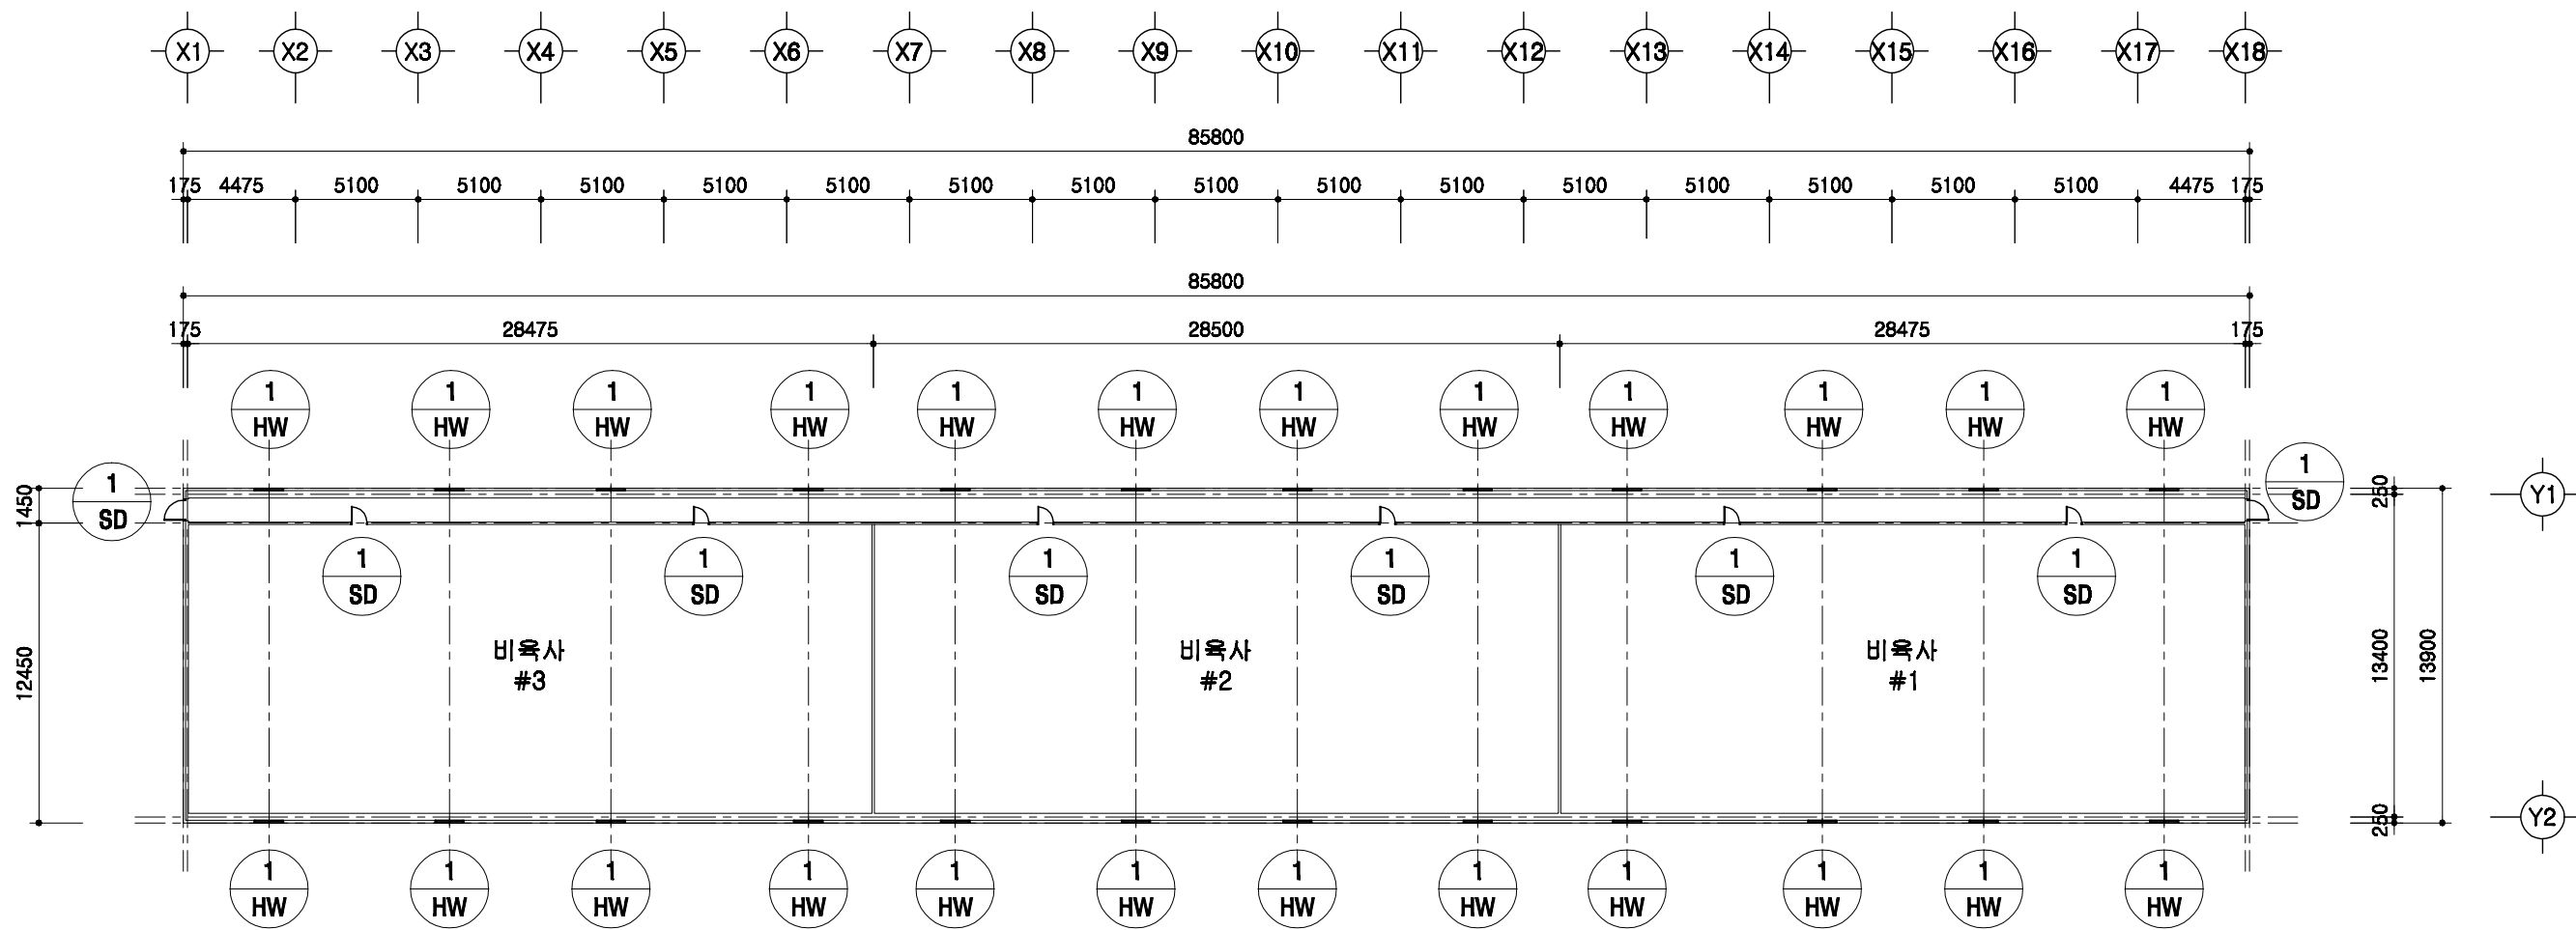 X1 X2 X3 X4 X5 X6 X7 X8 X9 X10 X11 X12 X13 X14 X15 X16 X17 X18
85800
175 4475 5100 5100 5100 5100 5100 5100 5100 5100 5100 5100 5100 5100 5100 5100 5100 4475 175
85800
175 28475 28500 28475 175
1 1 1 1 1 1 1 1 1 1 1 1
HW HW HW HW HW HW HW HW HW HW HW HW
1 1
SD SD
1450 250 Y1
1 1 1 1 1 1
SD SD SD SD SD SD
비육사 비육사 비육사
#3 #2 #1
12450 13400 13900
250 Y2
1 1 1 1 1 1 1 1 1 1 1 1
HW HW HW HW HW HW HW HW HW HW HW HW